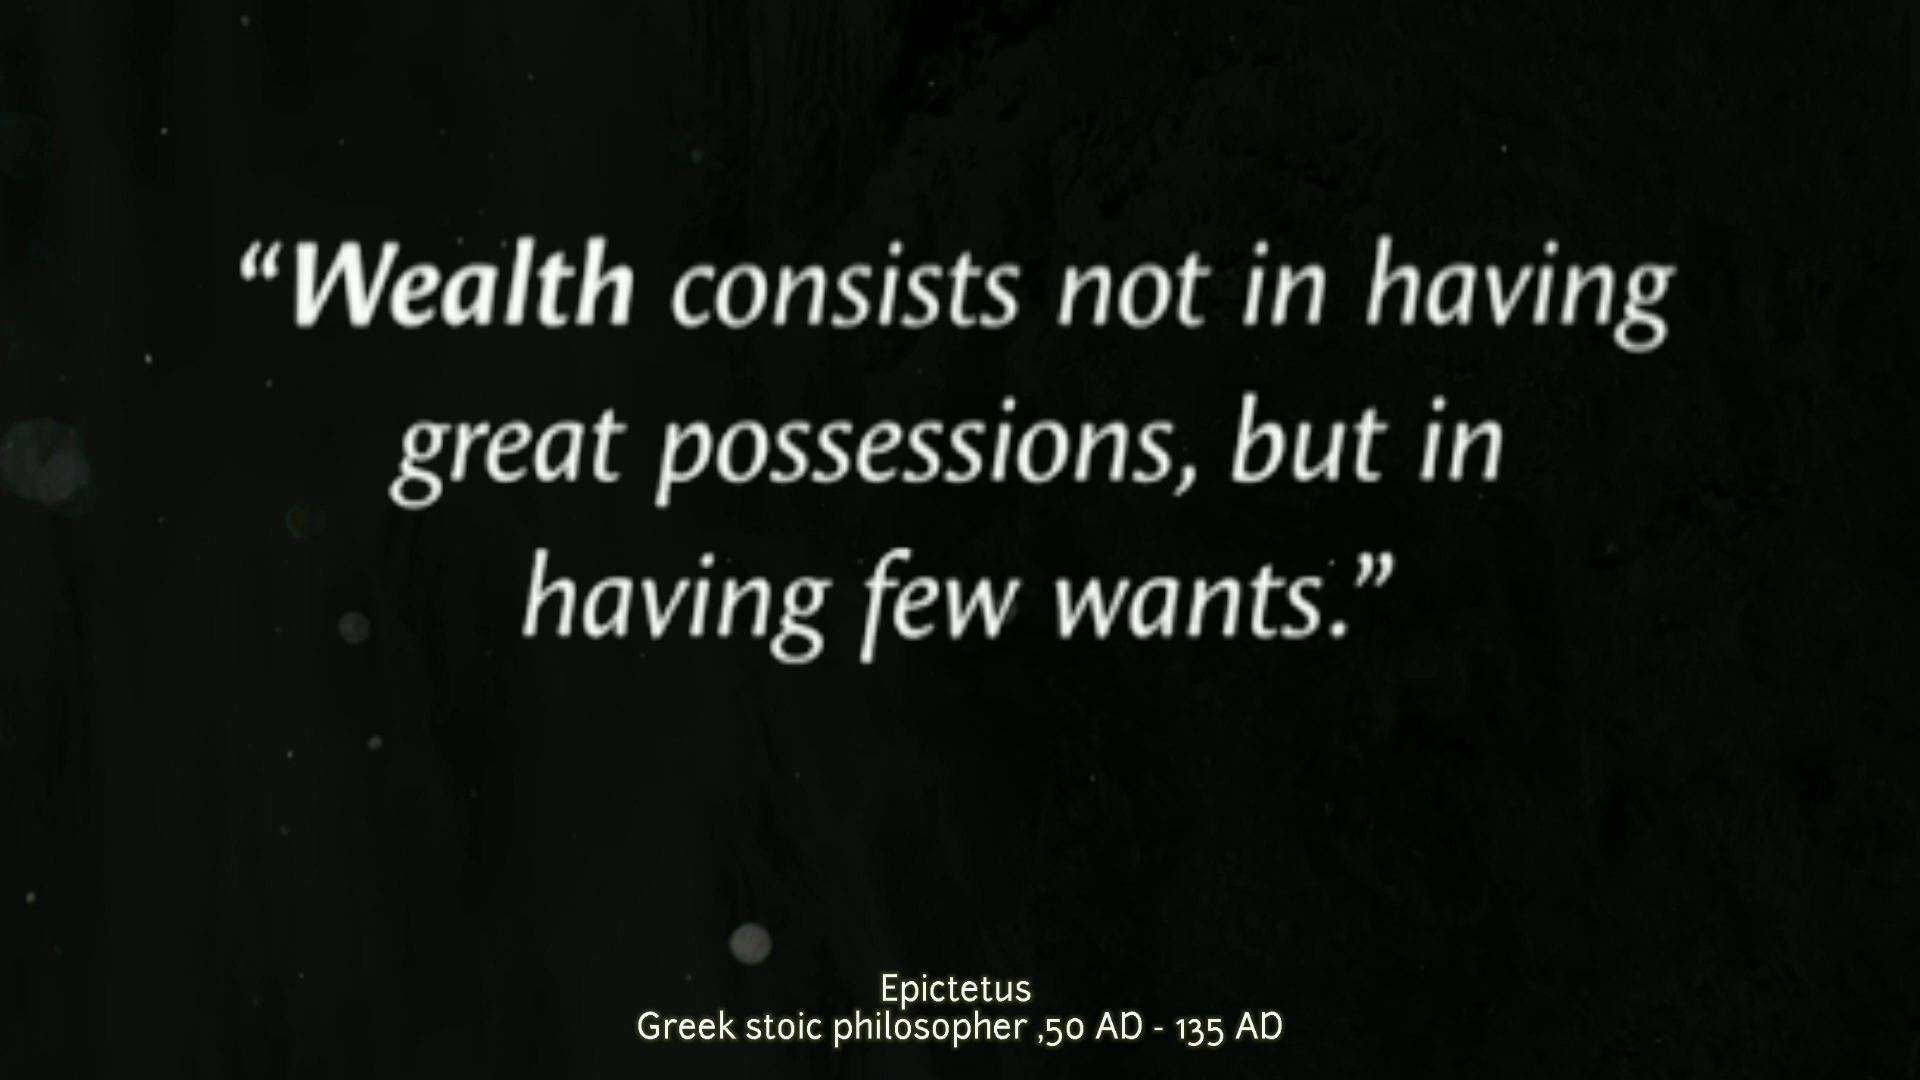 “Wealth consists not in having
great possessions, but in
having few wants.”
Epictetus
Greek stoic philosopher ,50 AD - 135 AD